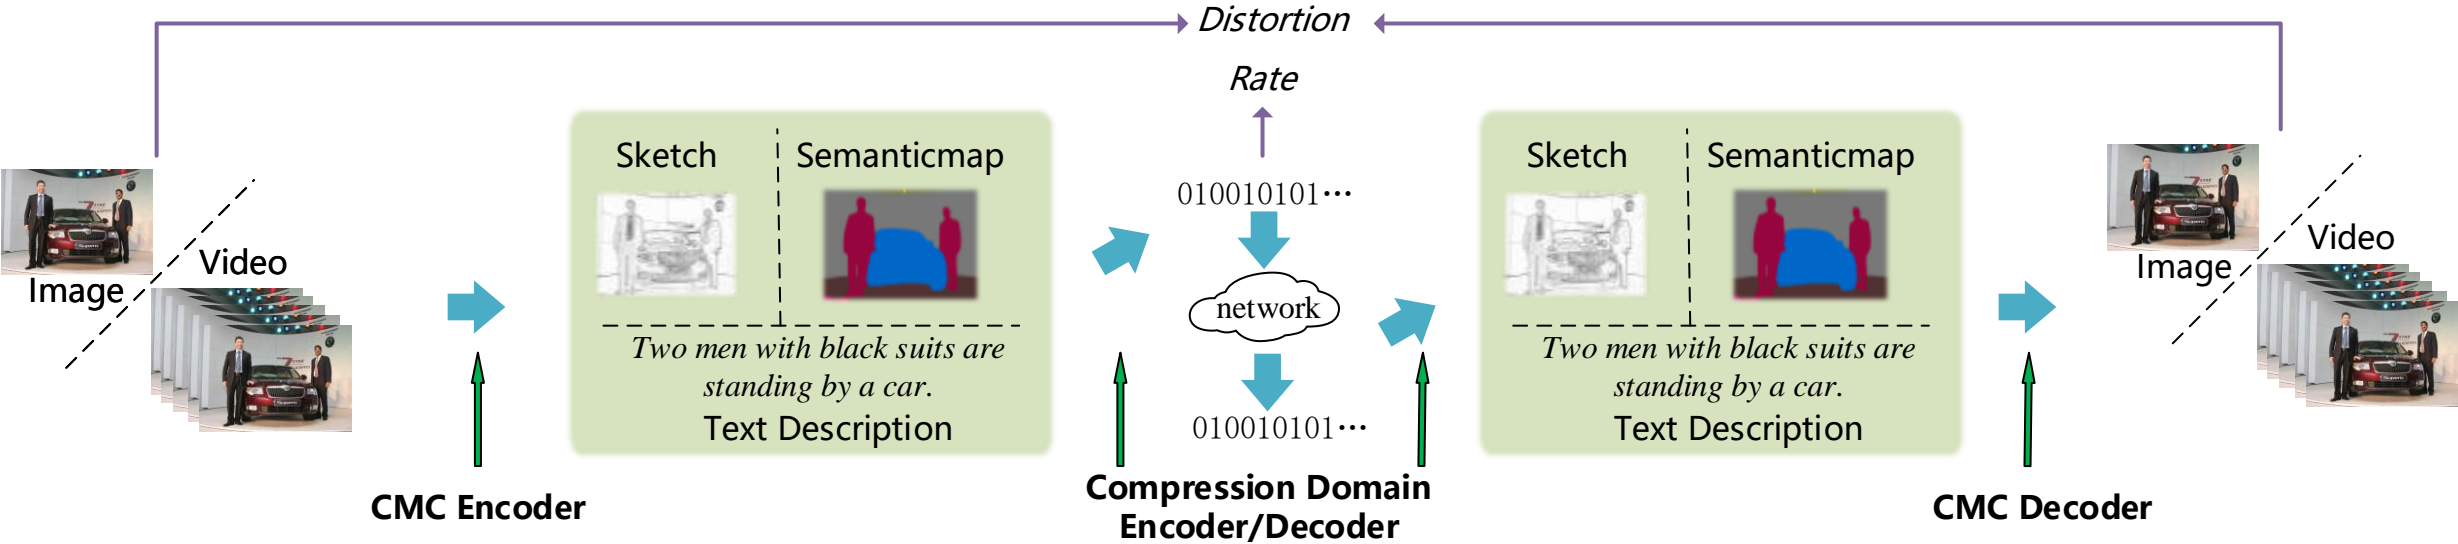 Distortion
Rate
Image
Video
CMC Encoder
Sketch
Semanticmap
Two men with black suits are
standing by a car.
Text Description
010010101···
network
010010101···
Compression Domain
Encoder/Decoder
Sketch
Semanticmap
Two men with black suits are
standing by a car.
Text Description
CMC Decoder
Image
Video